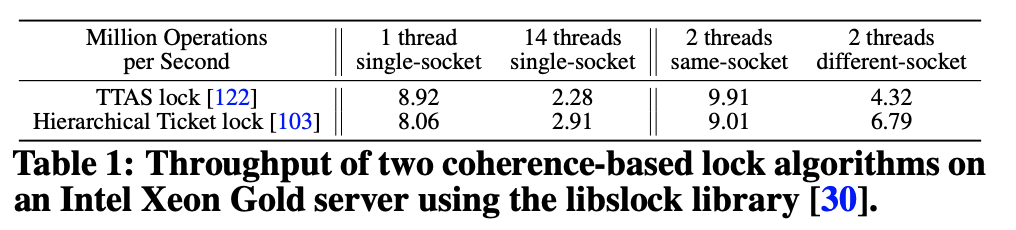 Million Operations per Second 1 thread single-socket 14 threads single-socket 2 threads same-socket 2 threads different-socket
TTAS lock [122] 8.92 2.28 9.91 4.32
Hierarchical Ticket lock [103] 8.06 2.91 9.01 6.79
Table 1: Throughput of two coherence-based lock algorithms on
an Intel Xeon Gold server using the libslock library [30].